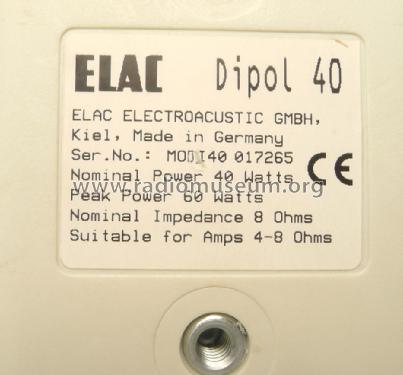 ELAC Dipol 40
ELAC ELECTROACUSTIC GMBH,
Kiel, Made in Germany
Ser.No.: MODI40 017265
CE
Nominal Power 40 Watts
www.radiomuseum.org
Peak Power 60 Watts
Nominal Impedance 8 Ohms
Suitable for Amps 4-8 Ohms